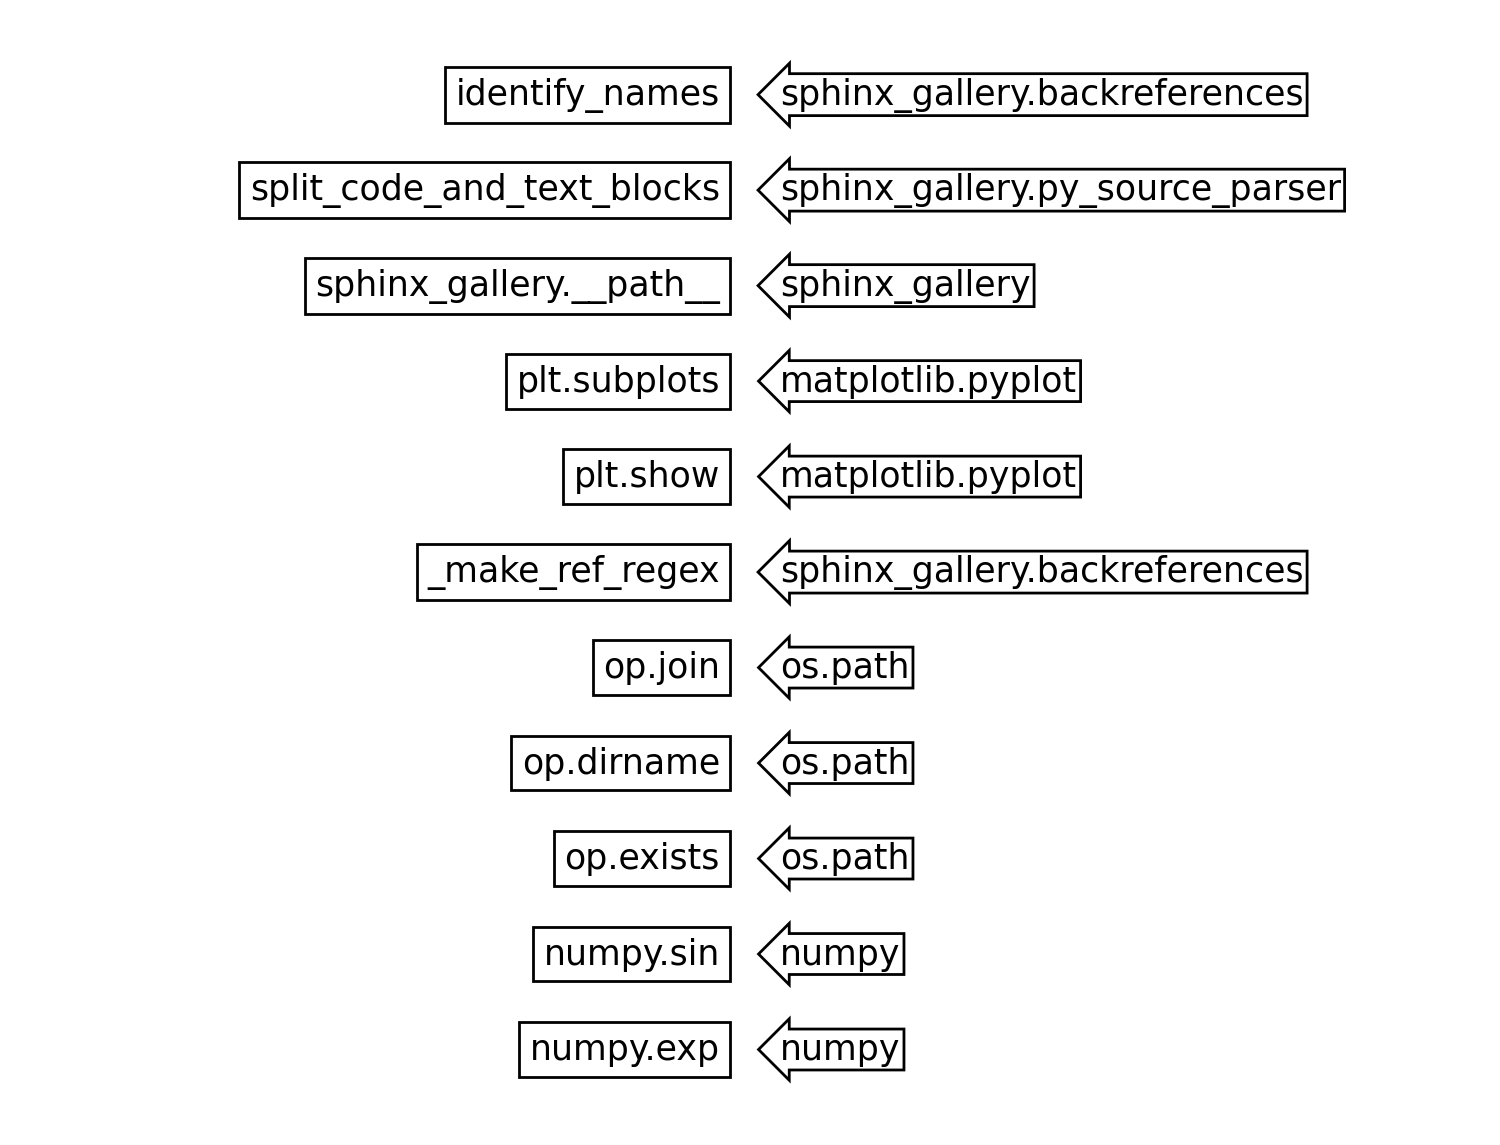 identify_names sphinx_gallery.backreferences
split_code_and_text_blocks sphinx_gallery.py_source_parser
sphinx_gallery.__path__ sphinx_gallery
plt.subplots matplotlib.pyplot
plt.show matplotlib.pyplot
_make_ref_regex sphinx_gallery.backreferences
op.join os.path
op.dirname os.path
op.exists os.path
numpy.sin numpy
numpy.exp numpy